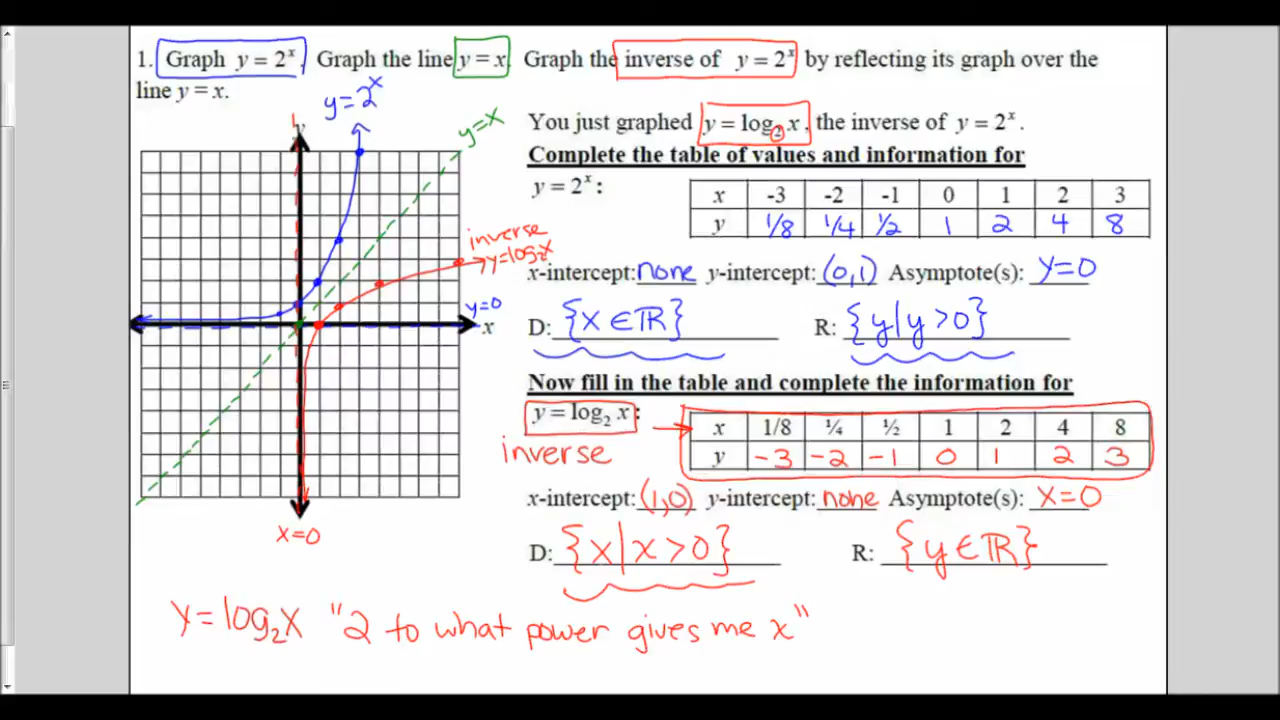 1. Graph y = 2^x. Graph the line y = x. Graph the inverse of y = 2^x by reflecting its graph over the
line y = x.
y=2^x
y=x
y
inverse
y=log₂x
y=0
x
x=0
You just graphed y = log₂ x, the inverse of y = 2^x.
Complete the table of values and information for
y = 2^x:
x -3 -2 -1 0 1 2 3
y 1/8 1/4 1/2 1 2 4 8
x-intercept: none y-intercept: (0,1) Asymptote(s): y=0
D: {x ∈ ℝ} R: {y|y >0}
Now fill in the table and complete the information for
y = log₂ x:
inverse
x 1/8 ¼ ½ 1 2 4 8
y -3 -2 -1 0 1 2 3
x-intercept: (1,0) y-intercept: none Asymptote(s): x=0
D: {x|x >0} R: {y ∈ ℝ}
y=log₂x "2 to what power gives me x"